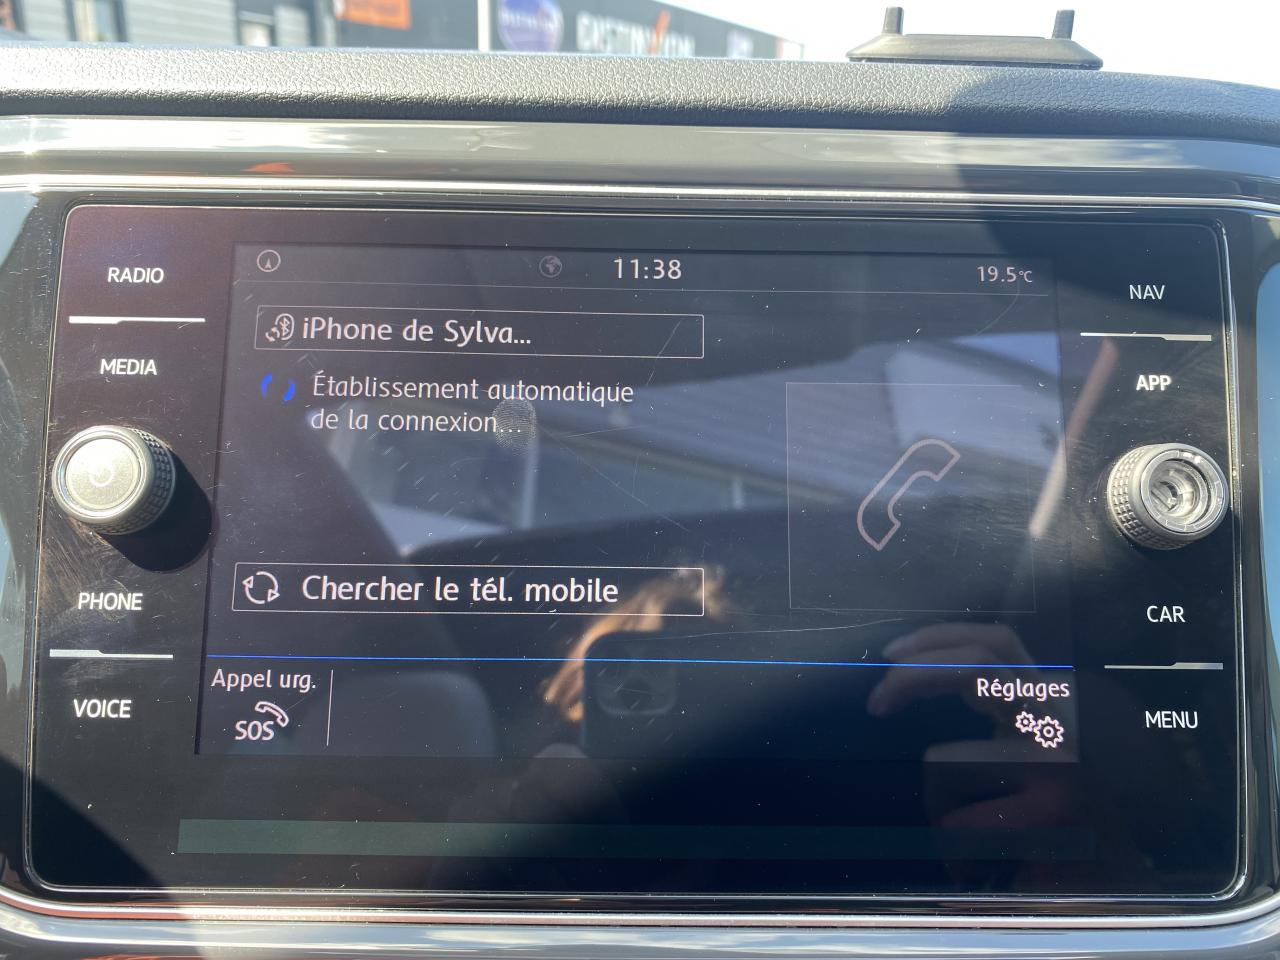 RADIO
MEDIA
PHONE
VOICE
11:38
19.5°C
iPhone de Sylva...
Établissement automatique
de la connexion...
Chercher le tél. mobile
Appel urg.
SOS
Réglages
NAV
APP
CAR
MENU